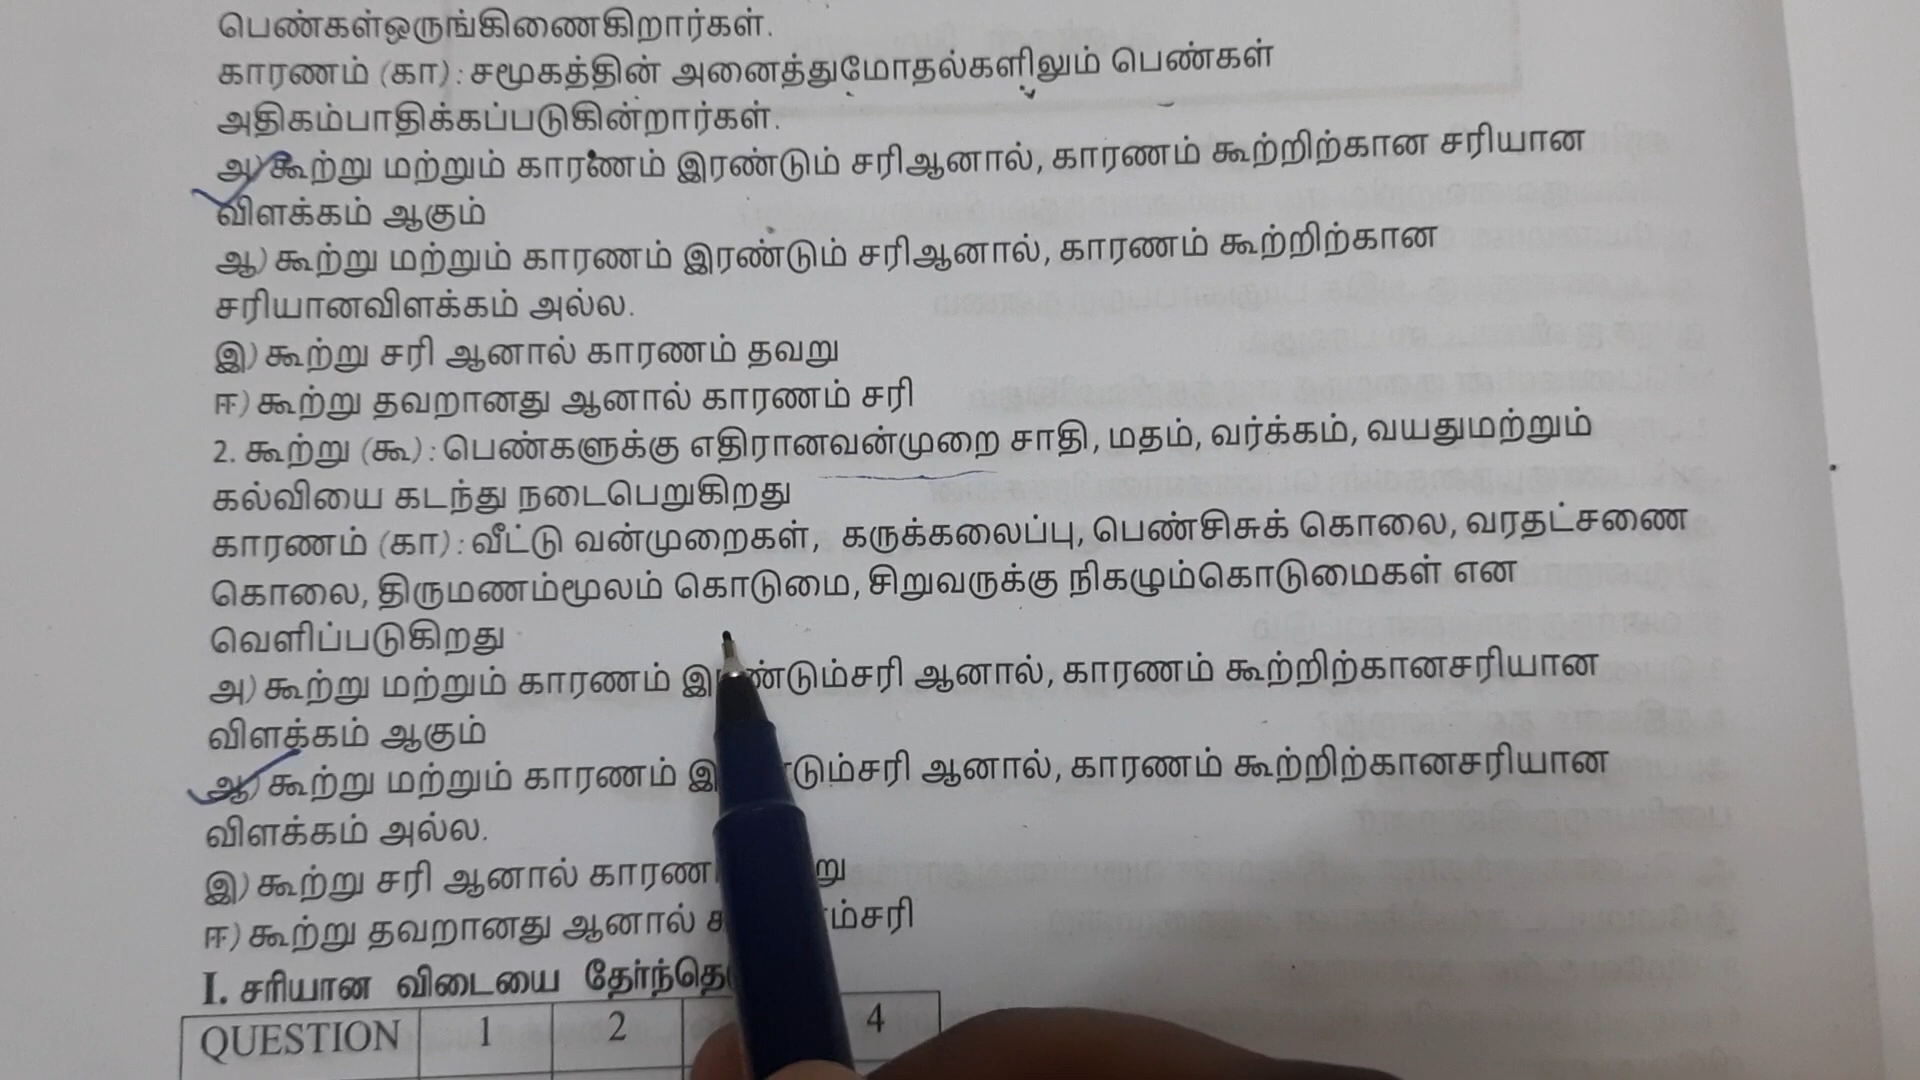 பெண்கள்ஒருங்கிணைகிறார்கள்.
காரணம் (கா) : சமூகத்தின் அனைத்துமோதல்களிலும் பெண்கள்
அதிகம்பாதிக்கப்படுகின்றார்கள்.
அ) கூற்று மற்றும் காரணம் இரண்டும் சரிஆனால், காரணம் கூற்றிற்கான சரியான
விளக்கம் ஆகும்
ஆ) கூற்று மற்றும் காரணம் இரண்டும் சரிஆனால், காரணம் கூற்றிற்கான
சரியானவிளக்கம் அல்ல.
இ) கூற்று சரி ஆனால் காரணம் தவறு
ஈ) கூற்று தவறானது ஆனால் காரணம் சரி
2. கூற்று (கூ) : பெண்களுக்கு எதிரானவன்முறை சாதி, மதம், வர்க்கம், வயதுமற்றும்
கல்வியை கடந்து நடைபெறுகிறது
காரணம் (கா) : வீட்டு வன்முறைகள், கருக்கலைப்பு, பெண்சிசுக் கொலை, வரதட்சணை
கொலை, திருமணம்மூலம் கொடுமை, சிறுவருக்கு நிகழும்கொடுமைகள் என
வெளிப்படுகிறது
அ) கூற்று மற்றும் காரணம் இரண்டும்சரி ஆனால், காரணம் கூற்றிற்கானசரியான
விளக்கம் ஆகும்
ஆ) கூற்று மற்றும் காரணம் ஆனால், காரணம் கூற்றிற்கானசரியான
விளக்கம் அல்ல.
இ) கூற்று சரி ஆனால்
ஈ) கூற்று தவறானது ஆனால்
I. சரியான விடையை
QUESTION 1 2 4